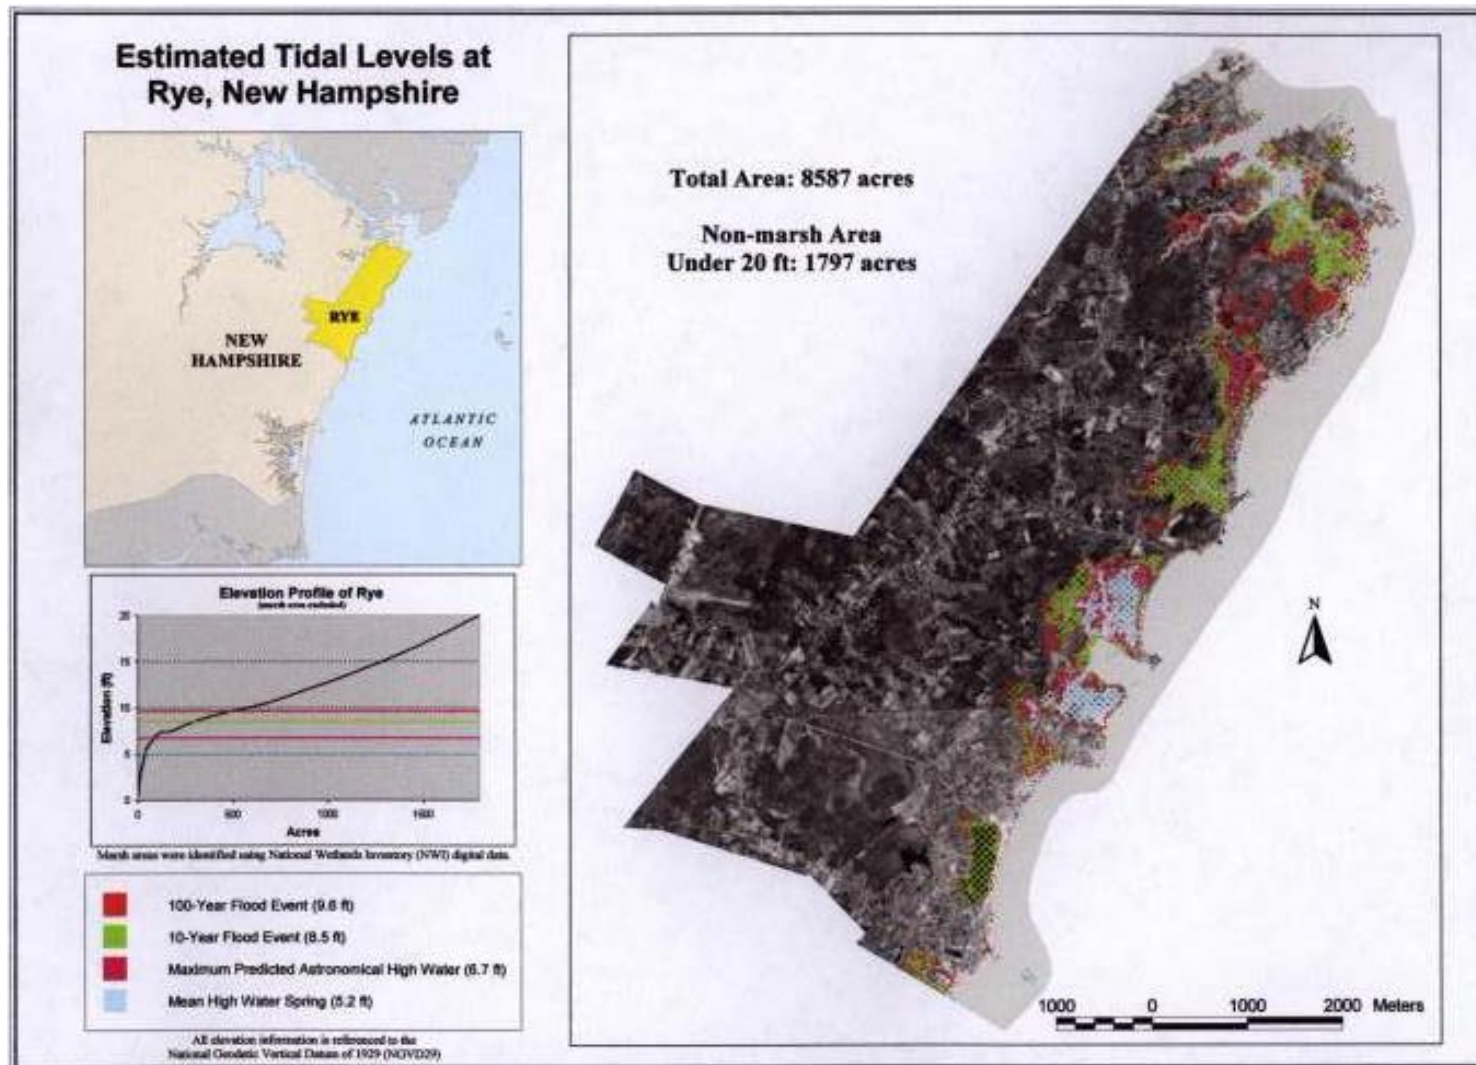 Estimated Tidal Levels at
Rye, New Hampshire
NEW
HAMPSHIRE
RYE
ATLANTIC
OCEAN
Elevation Profile of Rye
(marsh area excluded)
Elevation (ft)
20
15
10
5
0
0 500 1000 1500
Acres
Marsh areas were identified using National Wetlands Inventory (NWI) digital data.
100-Year Flood Event (9.6 ft)
10-Year Flood Event (8.5 ft)
Maximum Predicted Astronomical High Water (6.7 ft)
Mean High Water Spring (5.2 ft)
All elevation information is referenced to the
National Geodetic Vertical Datum of 1929 (NGVD29)
Total Area: 8587 acres
Non-marsh Area
Under 20 ft: 1797 acres
N
1000 0 1000 2000 Meters